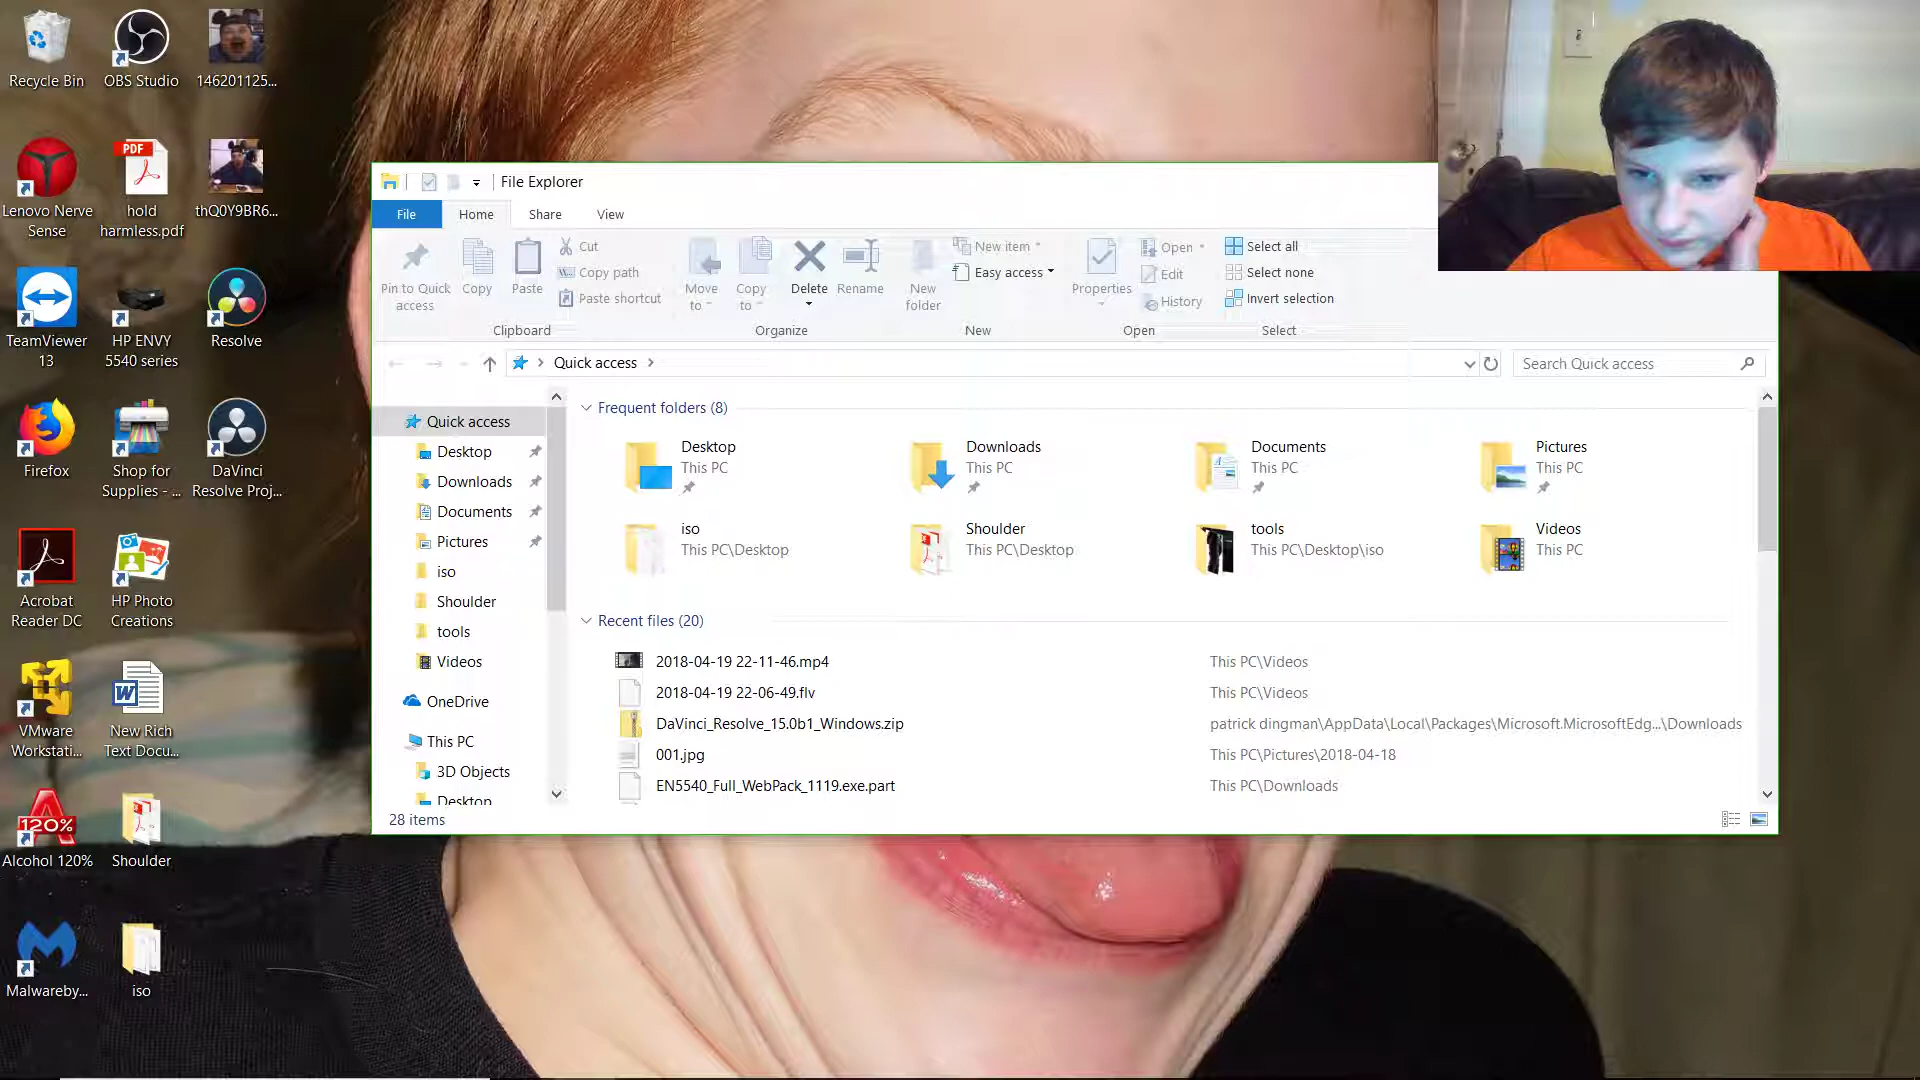 Recycle Bin
OBS Studio
146201125...
Lenovo Nerve
Sense
PDF
hold
harmless.pdf
thQ0Y9BR6...
TeamViewer
13
HP ENVY
5540 series
Resolve
Firefox
Shop for
Supplies - ...
DaVinci
Resolve Proj...
Acrobat
Reader DC
HP Photo
Creations
VMware
Workstati...
W
New Rich
Text Docu...
120%
Alcohol 120%
Shoulder
Malwareby...
iso
File Explorer
File
Home
Share
View
Pin to Quick
access
Copy
Paste
Cut
Copy path
Paste shortcut
Clipboard
Move
to
Copy
to
Delete
Rename
Organize
New
folder
New item
Easy access
New
Properties
Open
Edit
History
Open
Select all
Select none
Invert selection
Select
Quick access
Search Quick access
Quick access
Desktop
Downloads
Documents
Pictures
iso
Shoulder
tools
Videos
OneDrive
This PC
3D Objects
Desktop
Frequent folders (8)
Desktop
This PC
Downloads
This PC
Documents
This PC
Pictures
This PC
iso
This PC\Desktop
Shoulder
This PC\Desktop
tools
This PC\Desktop\iso
Videos
This PC
Recent files (20)
2018-04-19 22-11-46.mp4 This PC\Videos
2018-04-19 22-06-49.flv This PC\Videos
DaVinci_Resolve_15.0b1_Windows.zip patrick dingman\AppData\Local\Packages\Microsoft.MicrosoftEdg...\Downloads
001.jpg This PC\Pictures\2018-04-18
EN5540_Full_WebPack_1119.exe.part This PC\Downloads
28 items